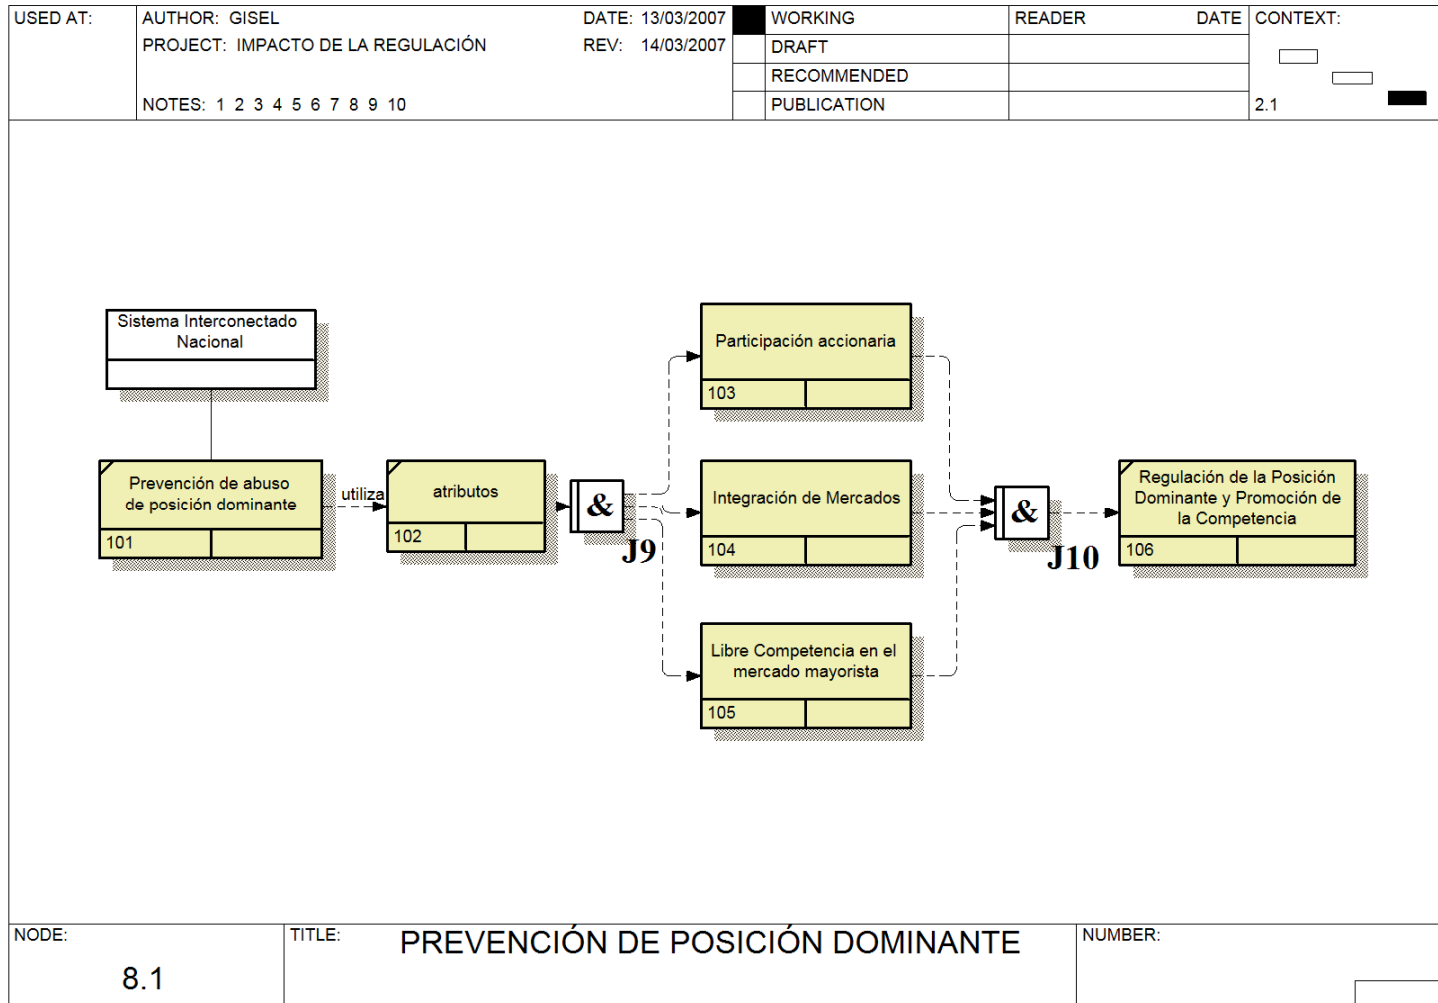 USED AT:
AUTHOR: GISEL
DATE: 13/03/2007
PROJECT: IMPACTO DE LA REGULACIÓN
REV: 14/03/2007
NOTES: 1 2 3 4 5 6 7 8 9 10
WORKING
DRAFT
RECOMMENDED
PUBLICATION
READER
DATE
CONTEXT:
2.1
Sistema Interconectado
Nacional
Prevención de abuso
de posición dominante
101
utiliza
atributos
102
&
J9
Participación accionaria
103
Integración de Mercados
104
Libre Competencia en el
mercado mayorista
105
&
J10
Regulación de la Posición
Dominante y Promoción de
la Competencia
106
NODE:
8.1
TITLE:
PREVENCIÓN DE POSICIÓN DOMINANTE
NUMBER: